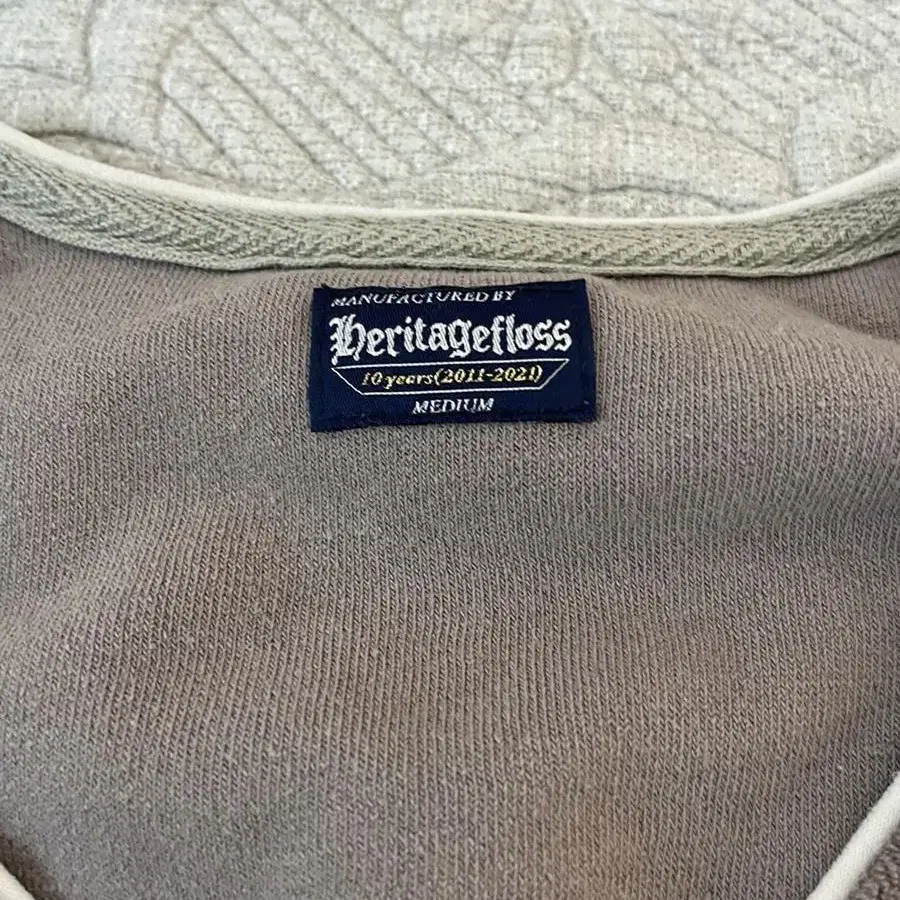 MANUFACTURED BY
Heritagefloss
10 years(2011-2021)
MEDIUM